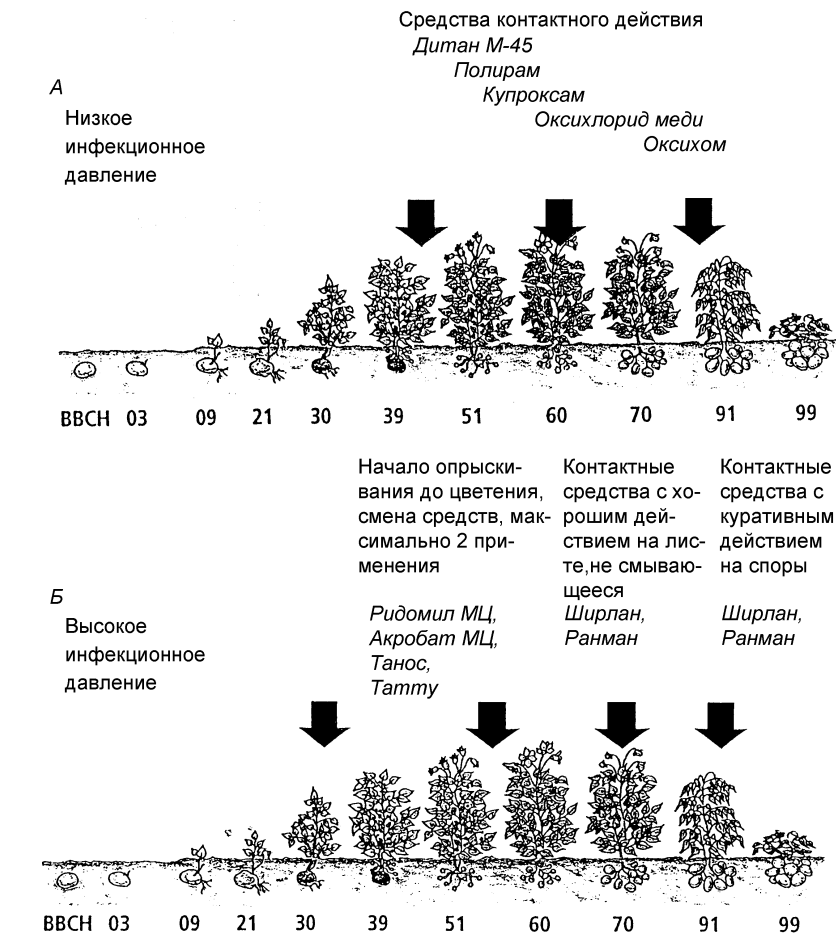 Средства контактного действия
Дитан М-45
Полирам
Купроксам
Оксихлорид меди
Оксихом
А
Низкое
инфекционное
давление
ВВСН 03 09 21 30 39 51 60 70 91 99
Начало опрыски-
вания до цветения,
смена средств, мак-
симально 2 при-
менения
Ридомил МЦ,
Акробат МЦ,
Танос,
Татту
Контактные
средства с хо-
рошим дей-
ствием на лис-
те,не смываю-
щееся
Ширлан,
Ранман
Контактные
средства с
куративным
действием
на споры
Ширлан,
Ранман
Б
Высокое
инфекционное
давление
ВВСН 03 09 21 30 39 51 60 70 91 99